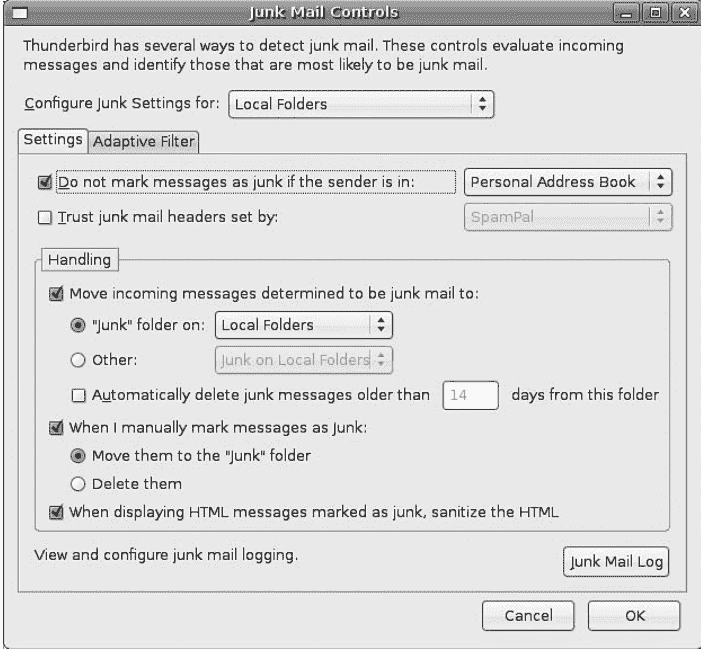 Junk Mail Controls
Thunderbird has several ways to detect junk mail. These controls evaluate incoming
messages and identify those that are most likely to be junk mail.
Configure Junk Settings for: Local Folders
Settings Adaptive Filter
Do not mark messages as junk if the sender is in: Personal Address Book
Trust junk mail headers set by: SpamPal
Handling
Move incoming messages determined to be junk mail to:
"Junk" folder on: Local Folders
Other: Junk on Local Folders
Automatically delete junk messages older than 14 days from this folder
When I manually mark messages as Junk:
Move them to the "Junk" folder
Delete them
When displaying HTML messages marked as junk, sanitize the HTML
View and configure junk mail logging.
Junk Mail Log
Cancel OK